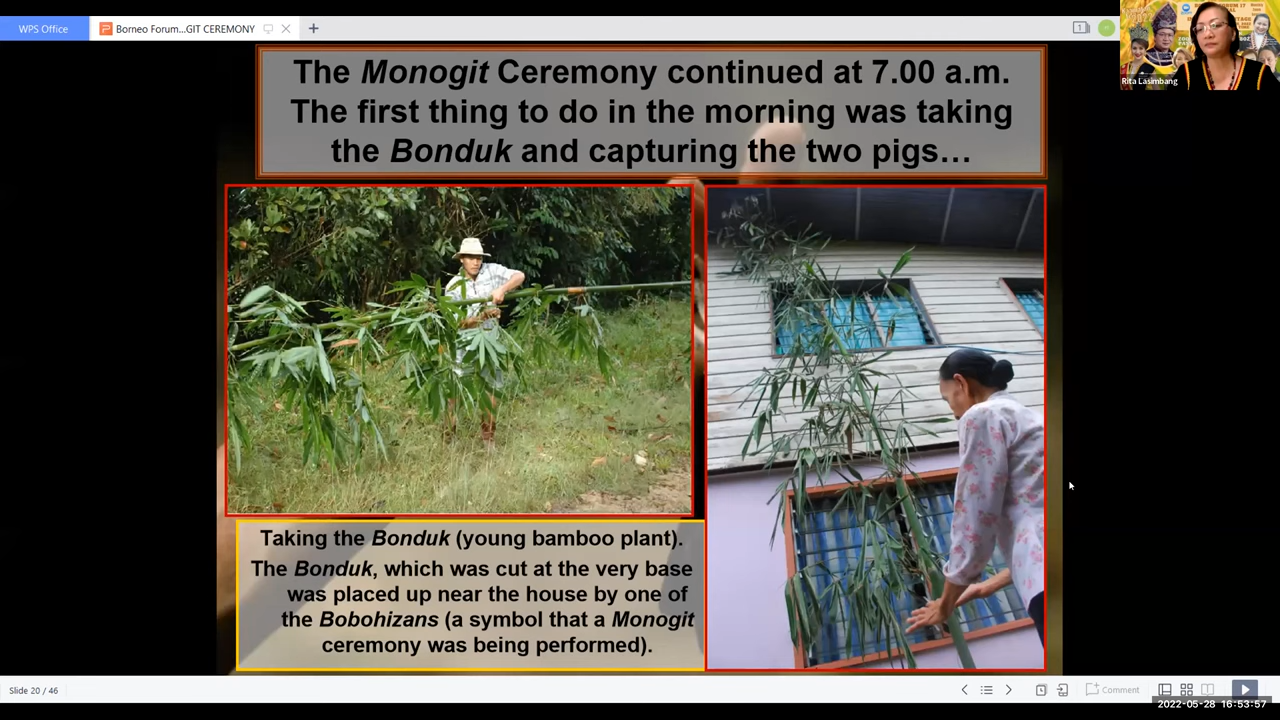 WPS Office
Borneo Forum...GIT CEREMONY
Rita Lasimbang
The Monogit Ceremony continued at 7.00 a.m.
The first thing to do in the morning was taking
the Bonduk and capturing the two pigs...
Taking the Bonduk (young bamboo plant).
The Bonduk, which was cut at the very base
was placed up near the house by one of
the Bobohizans (a symbol that a Monogit
ceremony was being performed).
Slide 20 / 46
Comment
2022-05-28 16:53:57